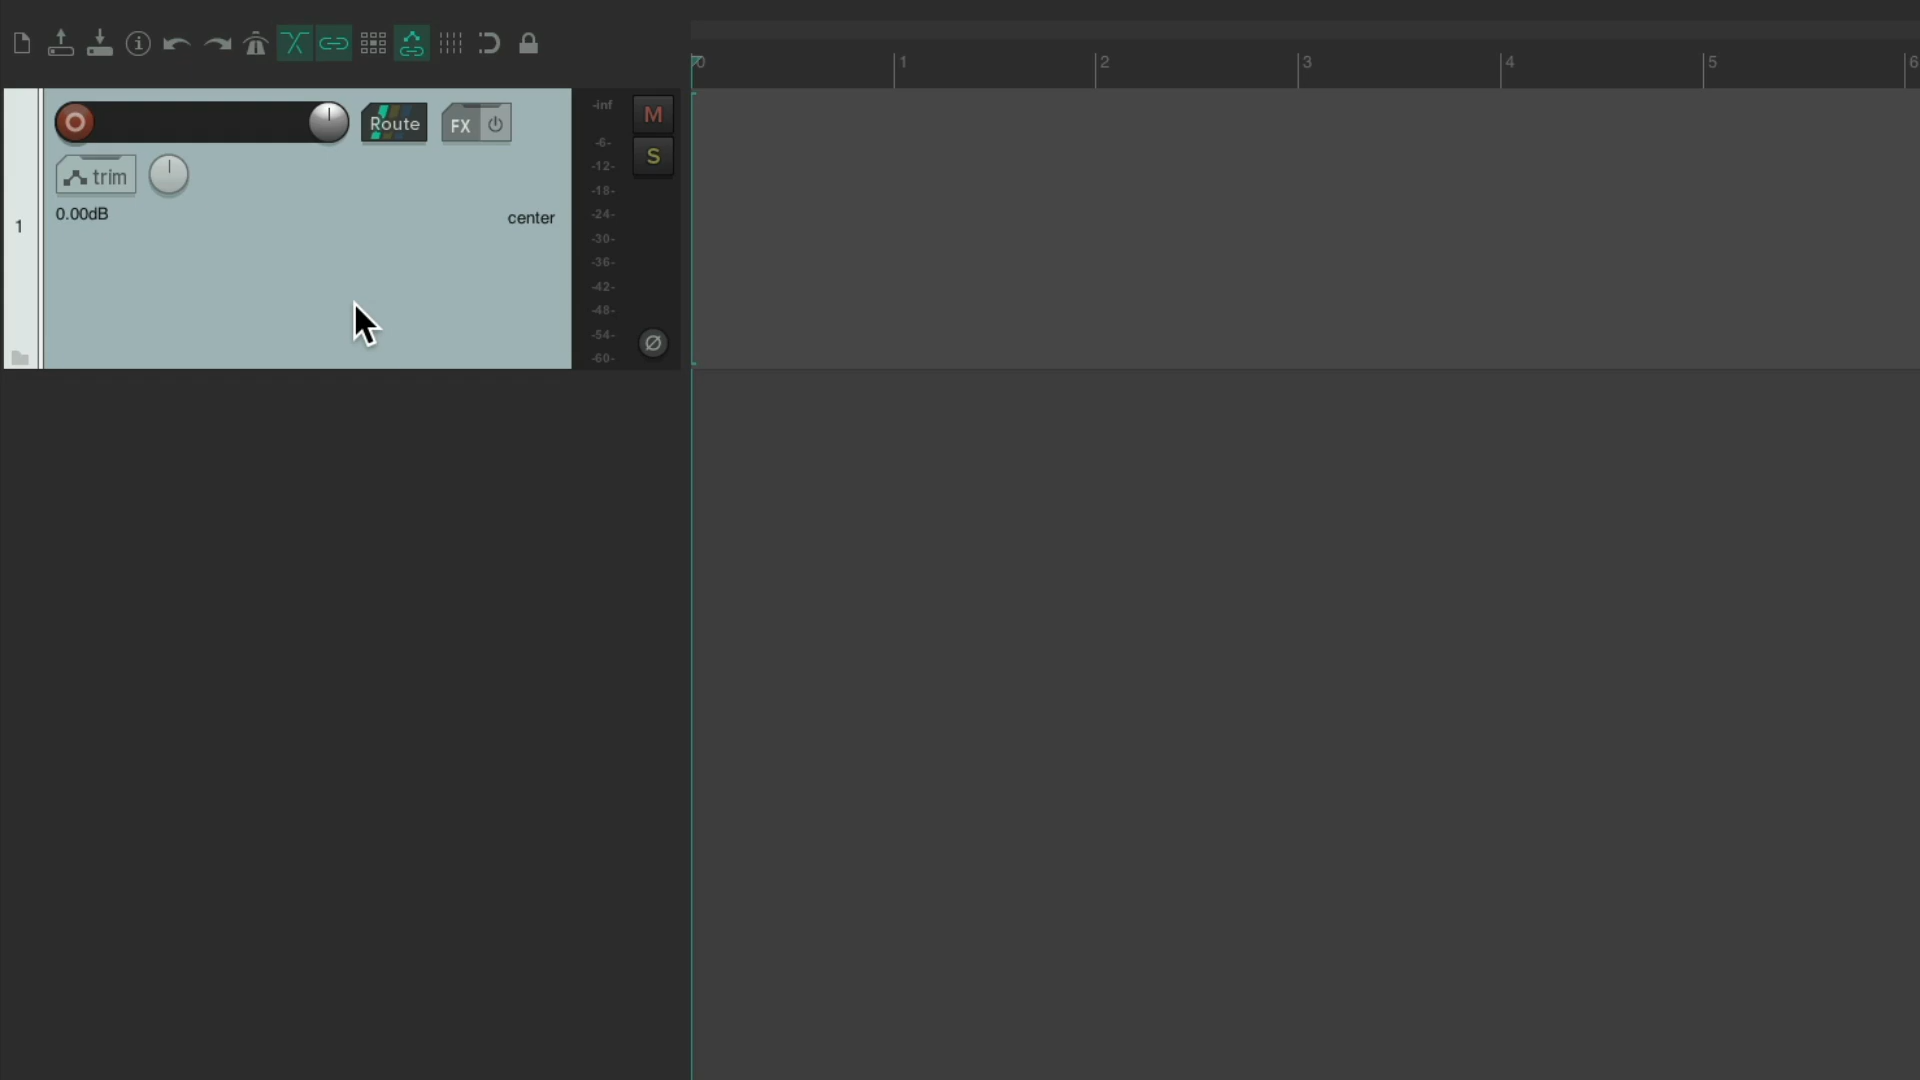 0 1 2 3 4 5 6
Route FX -inf M
-6-
-12- S
trim -18-
0.00dB center -24-
1 -30-
-36-
-42-
-48-
-54-
-60-